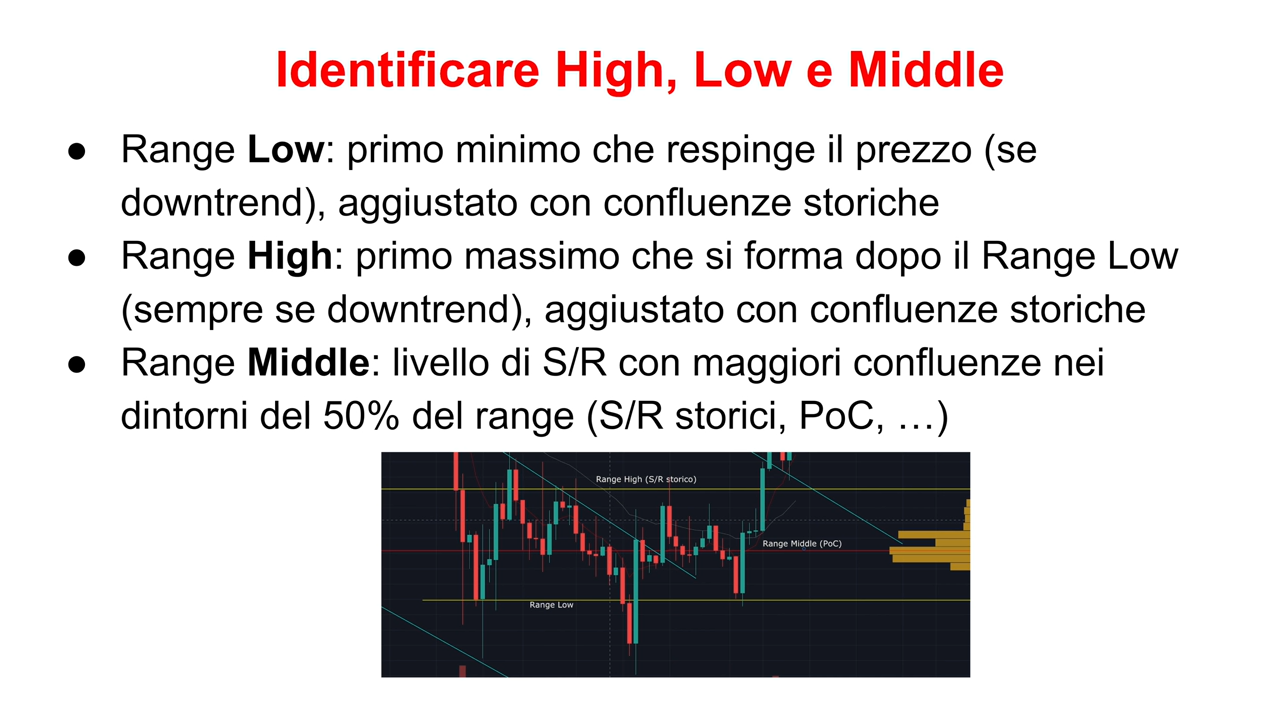 Identificare High, Low e Middle
● Range Low: primo minimo che respinge il prezzo (se
downtrend), aggiustato con confluenze storiche
● Range High: primo massimo che si forma dopo il Range Low
(sempre se downtrend), aggiustato con confluenze storiche
● Range Middle: livello di S/R con maggiori confluenze nei
dintorni del 50% del range (S/R storici, PoC, …)
Range High (S/R storico)
Range Middle (PoC)
Range Low